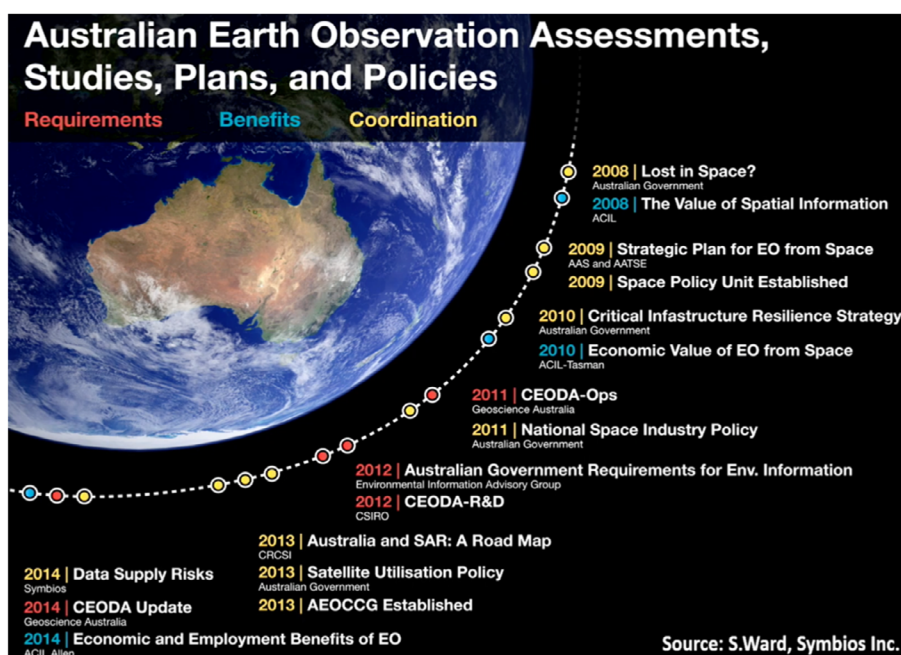 Australian Earth Observation Assessments,
Studies, Plans, and Policies
Requirements Benefits Coordination
2008 | Lost in Space?
Australian Government
2008 | The Value of Spatial Information
ACIL
2009 | Strategic Plan for EO from Space
AAS and AATSE
2009 | Space Policy Unit Established
2010 | Critical Infastructure Resilience Strategy
Australian Government
2010 | Economic Value of EO from Space
ACIL-Tasman
2011 | CEODA-Ops
Geoscience Australia
2011 | National Space Industry Policy
Australian Government
2012 | Australian Government Requirements for Env. Information
Environmental Information Advisory Group
2012 | CEODA-R&D
CSIRO
2013 | Australia and SAR: A Road Map
CRCSI
2013 | Satellite Utilisation Policy
Australian Government
2013 | AEOCCG Established
2014 | Data Supply Risks
Symbios
2014 | CEODA Update
Geoscience Australia
2014 | Economic and Employment Benefits of EO
ACIL Allen
Source: S.Ward, Symbios Inc.